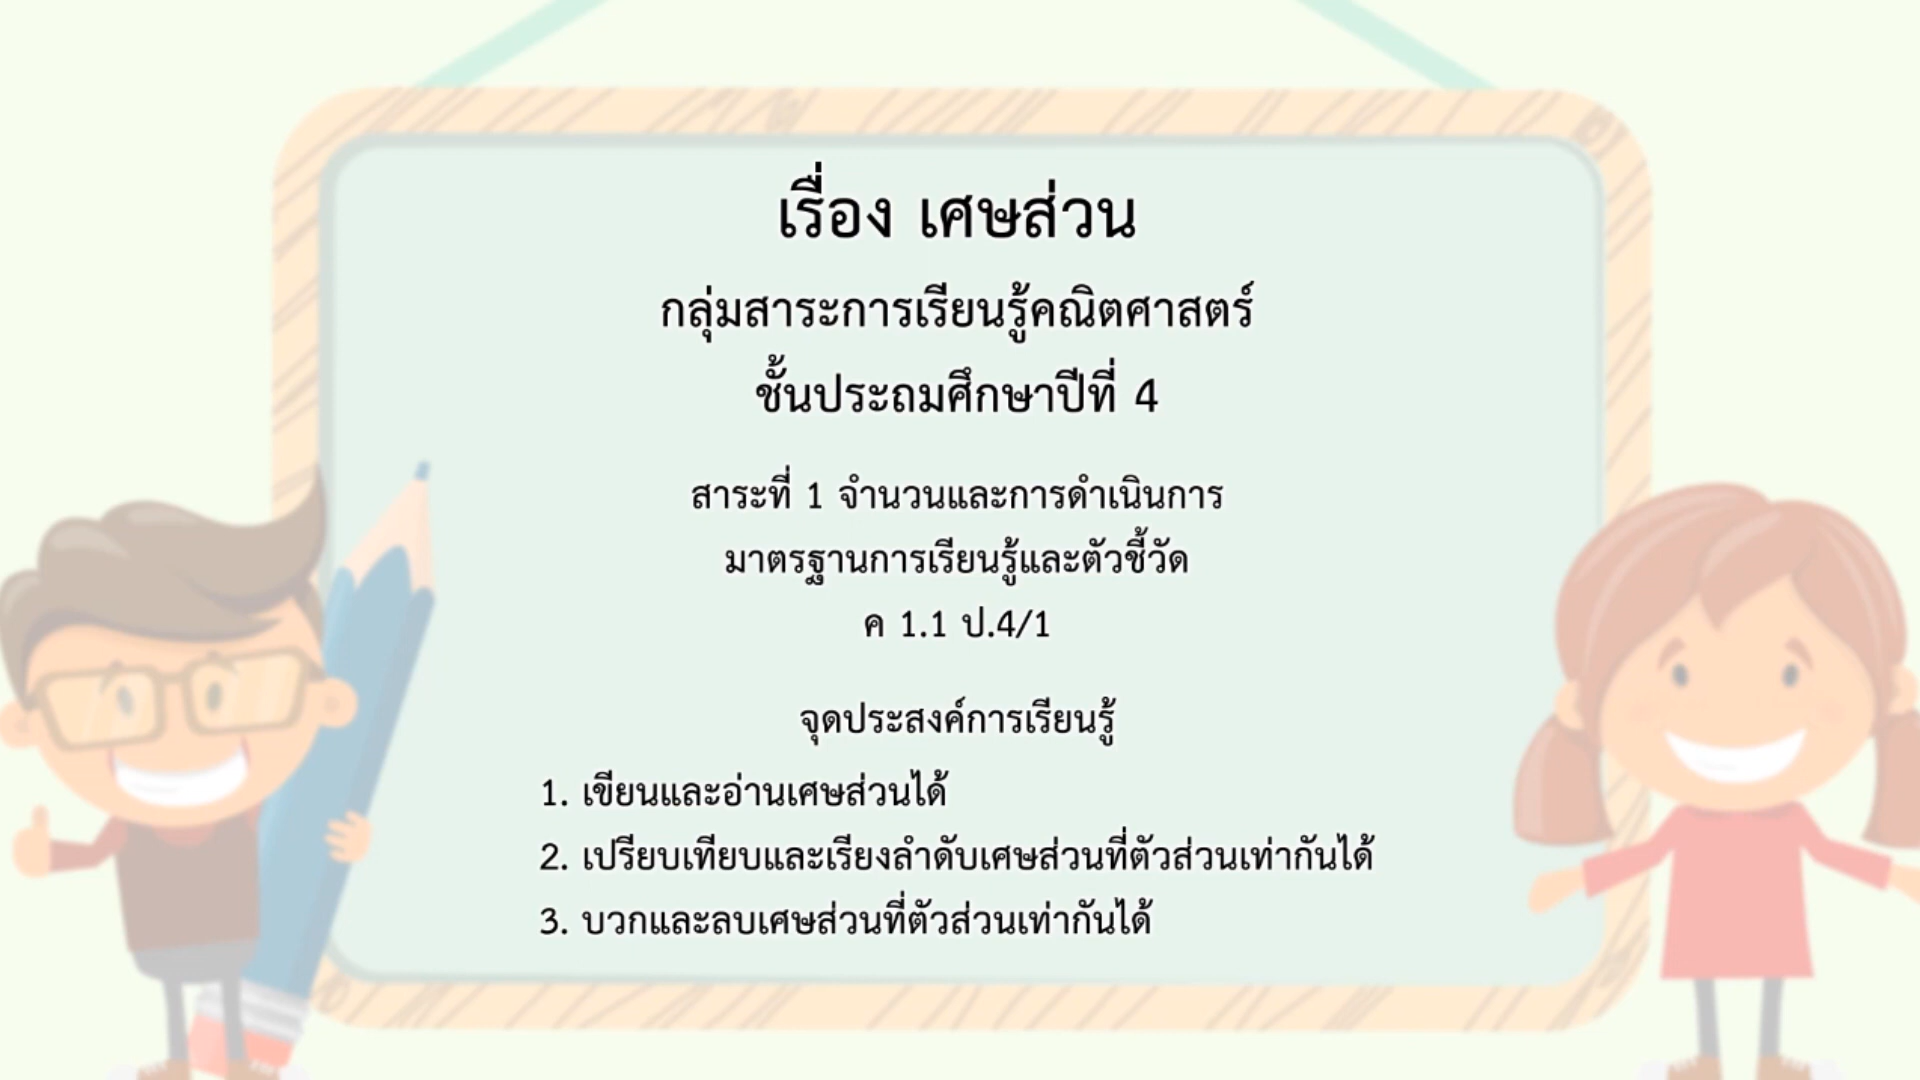 เรื่อง เศษส่วน
กลุ่มสาระการเรียนรู้คณิตศาสตร์
ชั้นประถมศึกษาปีที่ 4
สาระที่ 1 จำนวนและการดำเนินการ
มาตรฐานการเรียนรู้และตัวชี้วัด
ค 1.1 ป.4/1
จุดประสงค์การเรียนรู้
1. เขียนและอ่านเศษส่วนได้
2. เปรียบเทียบและเรียงลำดับเศษส่วนที่ตัวส่วนเท่ากันได้
3. บวกและลบเศษส่วนที่ตัวส่วนเท่ากันได้